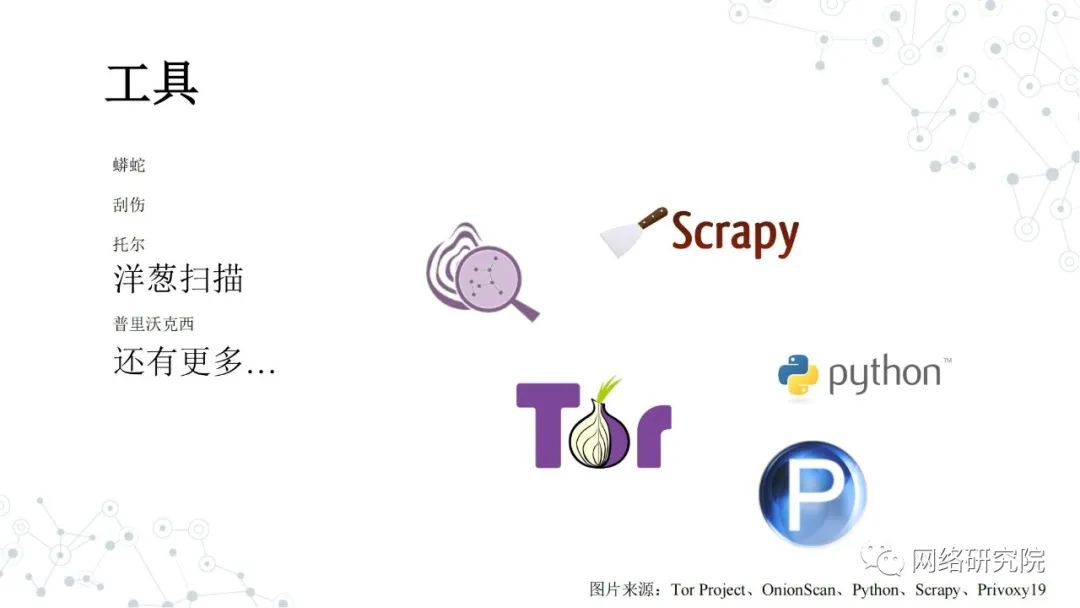 工具
蟒蛇
刮伤
托尔
洋葱扫描
普里沃克西
还有更多...
Scrapy
python™
Tor
P
网络研究院
图片来源：Tor Project、OnionScan、Python、Scrapy、Privoxy19